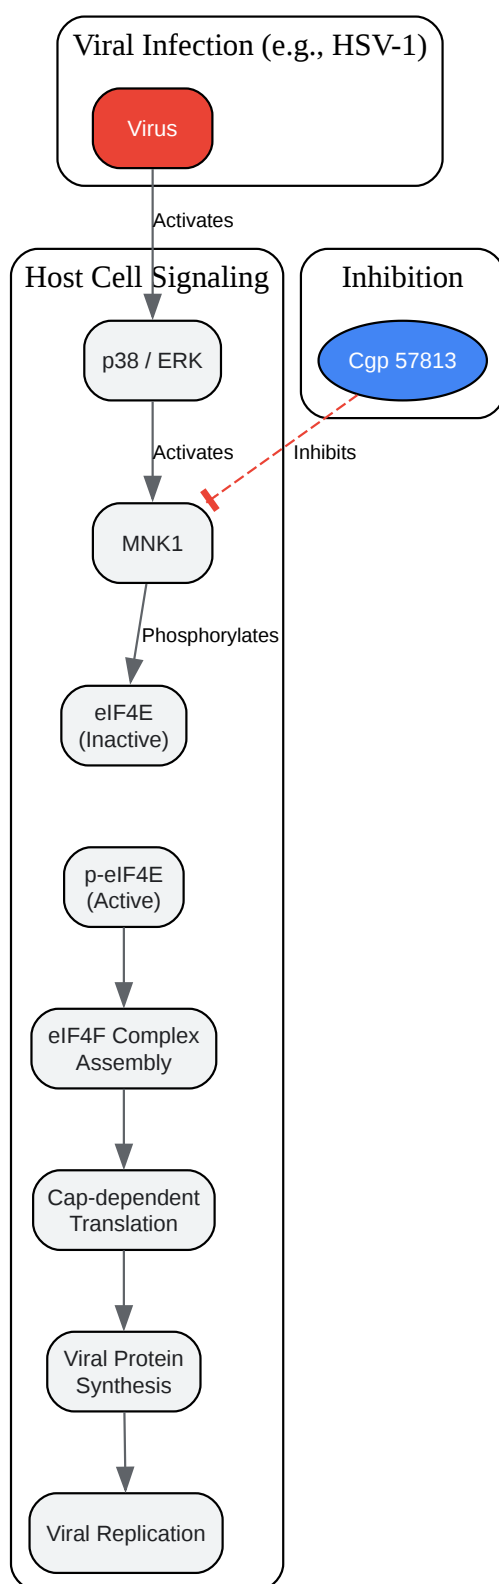 Viral Infection (e.g., HSV-1)
Virus
Activates
Host Cell Signaling
Inhibition
p38 / ERK
Cgp 57813
Activates
Inhibits
MNK1
Phosphorylates
eIF4E
(Inactive)
p-eIF4E
(Active)
eIF4F Complex
Assembly
Cap-dependent
Translation
Viral Protein
Synthesis
Viral Replication